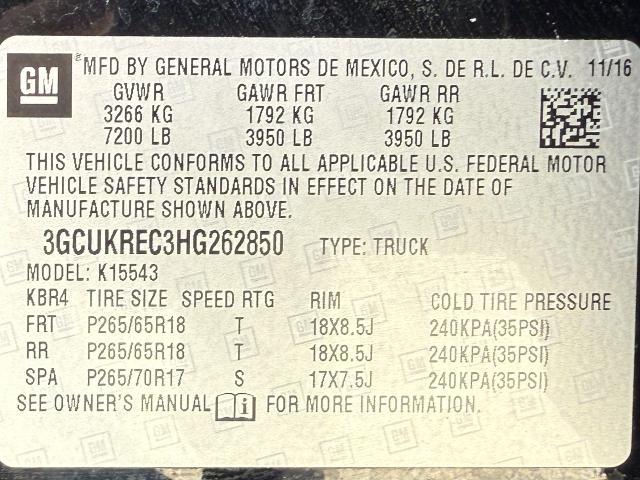 GM ® MFD BY GENERAL MOTORS DE MEXICO, S. DE R.L. DE C.V. 11/16
GVWR GAWR FRT GAWR RR
3266 KG 1792 KG 1792 KG
7200 LB 3950 LB 3950 LB
THIS VEHICLE CONFORMS TO ALL APPLICABLE U.S. FEDERAL MOTOR
VEHICLE SAFETY STANDARDS IN EFFECT ON THE DATE OF
MANUFACTURE SHOWN ABOVE.
3GCUKREC3HG262850 TYPE: TRUCK
MODEL: K15543
KBR4 TIRE SIZE SPEED RTG RIM COLD TIRE PRESSURE
FRT P265/65R18 T 18X8.5J 240KPA(35PSI)
RR P265/65R18 T 18X8.5J 240KPA(35PSI)
SPA P265/70R17 S 17X7.5J 240KPA(35PSI)
SEE OWNER'S MANUAL i FOR MORE INFORMATION.